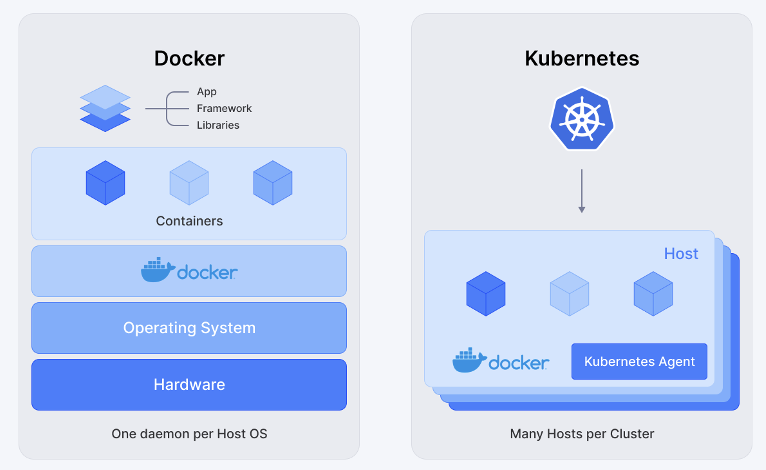 Docker
App
Framework
Libraries
Containers
docker
Operating System
Hardware
One daemon per Host OS
Kubernetes
Host
docker
Kubernetes Agent
Many Hosts per Cluster